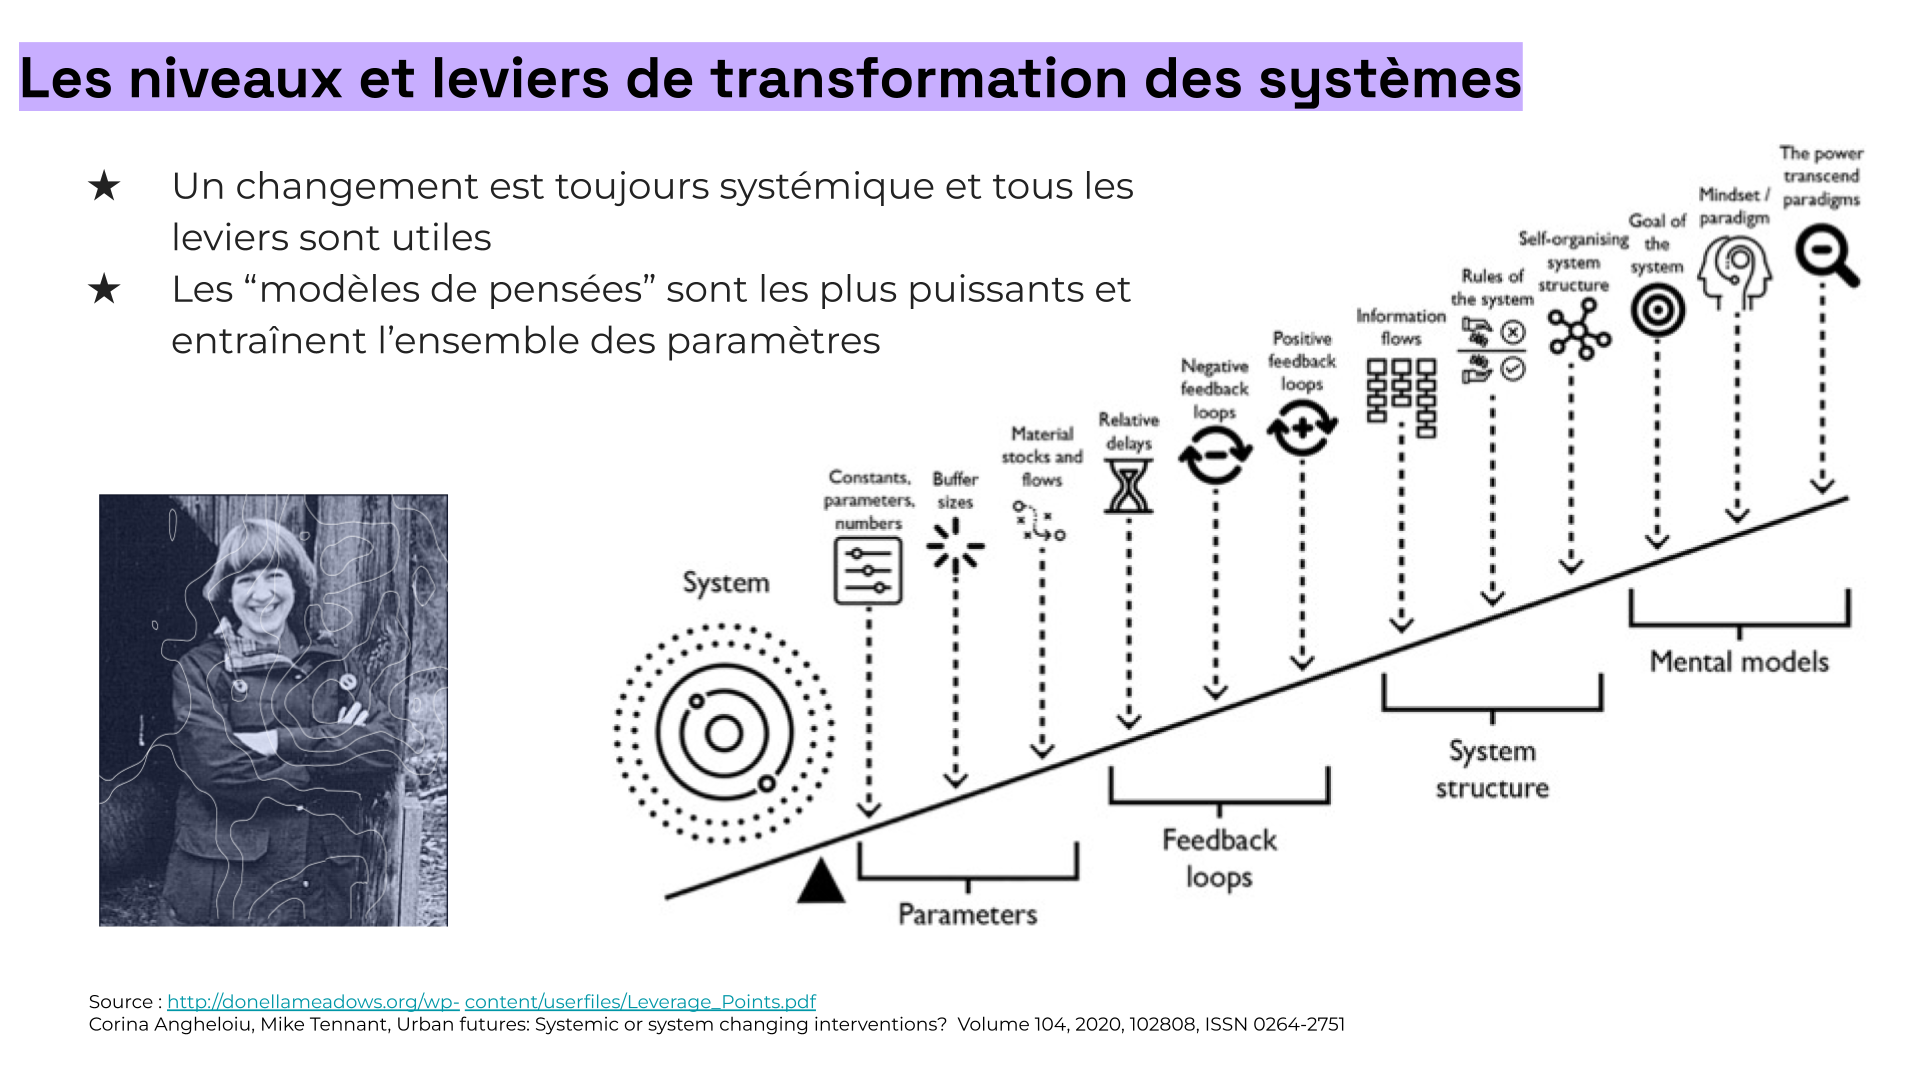 Les niveaux et leviers de transformation des systèmes
★ Un changement est toujours systémique et tous les
leviers sont utiles
★ Les “modèles de pensées” sont les plus puissants et
entraînent l’ensemble des paramètres
System
Constants,
parameters,
numbers
Buffer
sizes
Material
stocks and
flows
Relative
delays
Negative
feedback
loops
Positive
feedback
loops
Information
flows
Rules of
the system
Self-organising
system
structure
Goal of
the
system
Mindset /
paradigm
The power
transcend
paradigms
Parameters
Feedback
loops
System
structure
Mental models
Source : http://donellameadows.org/wp- content/userfiles/Leverage_Points.pdf
Corina Angheloiu, Mike Tennant, Urban futures: Systemic or system changing interventions? Volume 104, 2020, 102808, ISSN 0264-2751